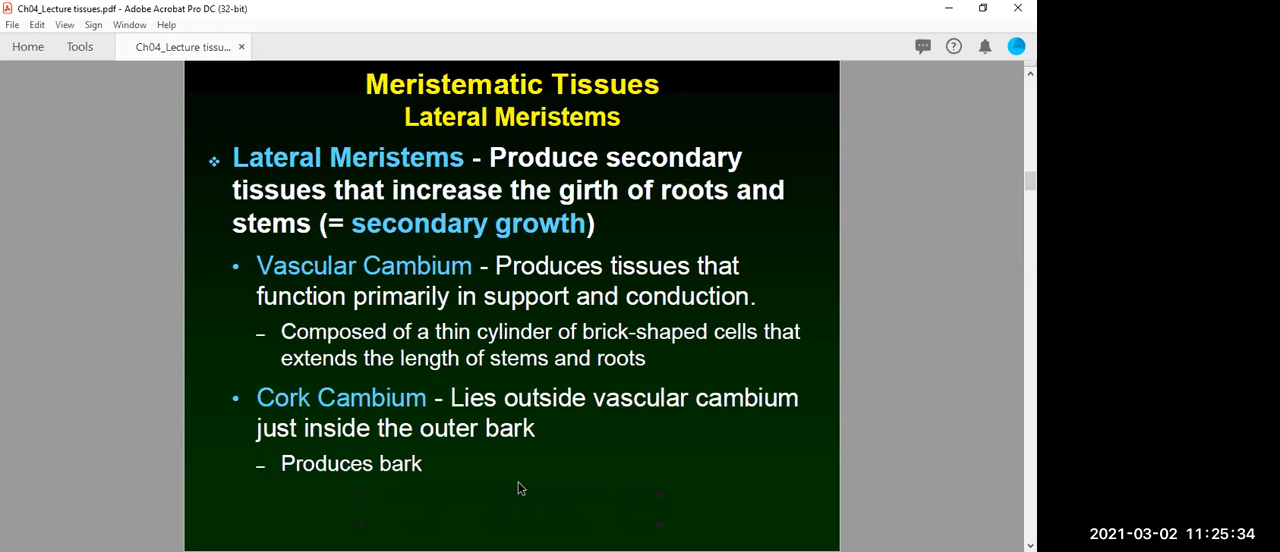 Ch04_Lecture tissues.pdf - Adobe Acrobat Pro DC (32-bit)
File Edit View Sign Window Help
Home Tools Ch04_Lecture tissu... ×
Meristematic Tissues
Lateral Meristems
❖ Lateral Meristems - Produce secondary
tissues that increase the girth of roots and
stems (= secondary growth)
• Vascular Cambium - Produces tissues that
function primarily in support and conduction.
– Composed of a thin cylinder of brick-shaped cells that
extends the length of stems and roots
• Cork Cambium - Lies outside vascular cambium
just inside the outer bark
– Produces bark
2021-03-02 11:25:34